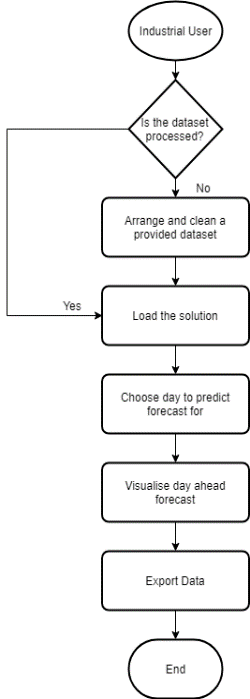 Industrial User
Is the dataset
processed?
No
Arrange and clean a
provided dataset
Yes
Load the solution
Choose day to predict
forecast for
Visualise day ahead
forecast
Export Data
End